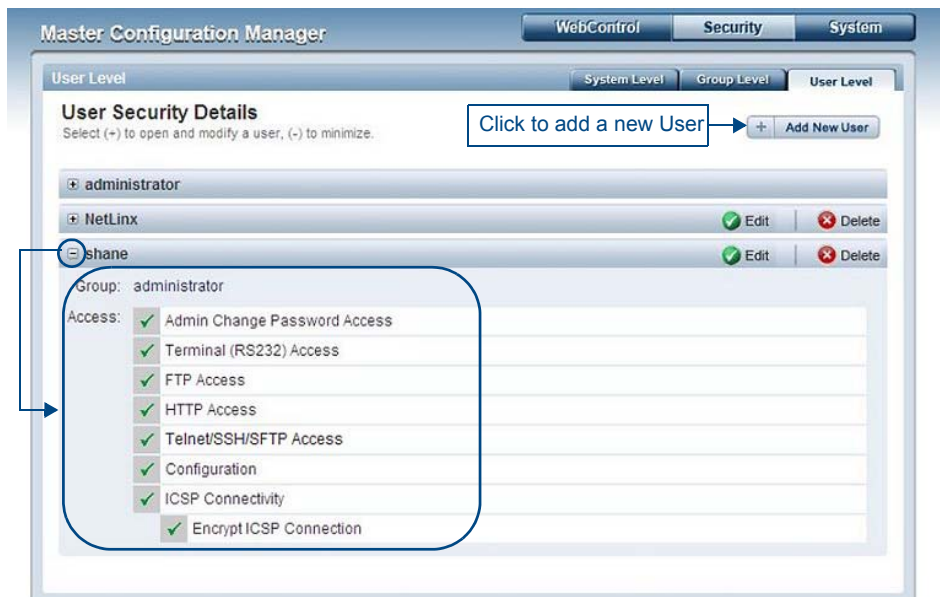 Master Configuration Manager
WebControl Security System
User Level
System Level Group Level User Level
User Security Details
Select (+) to open and modify a user, (-) to minimize.
Click to add a new User
+ Add New User
+ administrator
+ NetLinx Edit Delete
- shane Edit Delete
Group: administrator
Access: Admin Change Password Access
Terminal (RS232) Access
FTP Access
HTTP Access
Telnet/SSH/SFTP Access
Configuration
ICSP Connectivity
Encrypt ICSP Connection